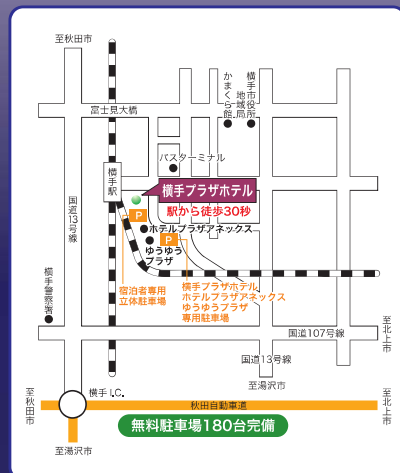 至秋田市
かまくら館
横手市役所
地域局
富士見大橋
バスターミナル
横手駅
横手プラザホテル
駅から徒歩30秒
国道13号線
P
ホテルプラザアネックス
P
ゆうゆう
プラザ
横手警察署
宿泊者専用
立体駐車場
横手プラザホテル
ホテルプラザアネックス
ゆうゆうプラザ
専用駐車場
国道107号線
至北上市
国道13号線
至湯沢市
至秋田市
横手 I.C.
秋田自動車道
至北上市
無料駐車場180台完備
至湯沢市